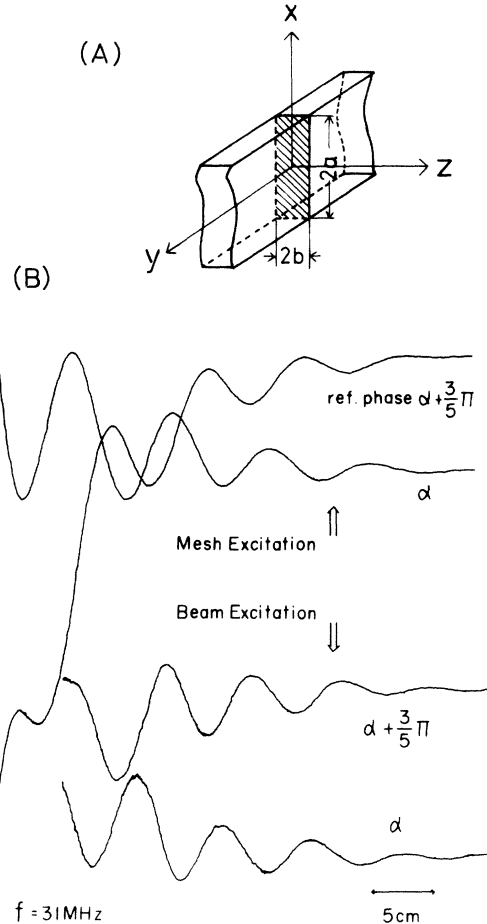 (A)
X
Z
2a
y
2b
(B)
ref. phase α+3/5 π
α
Mesh Excitation
Beam Excitation
α+3/5 π
α
f = 31MHz
5cm